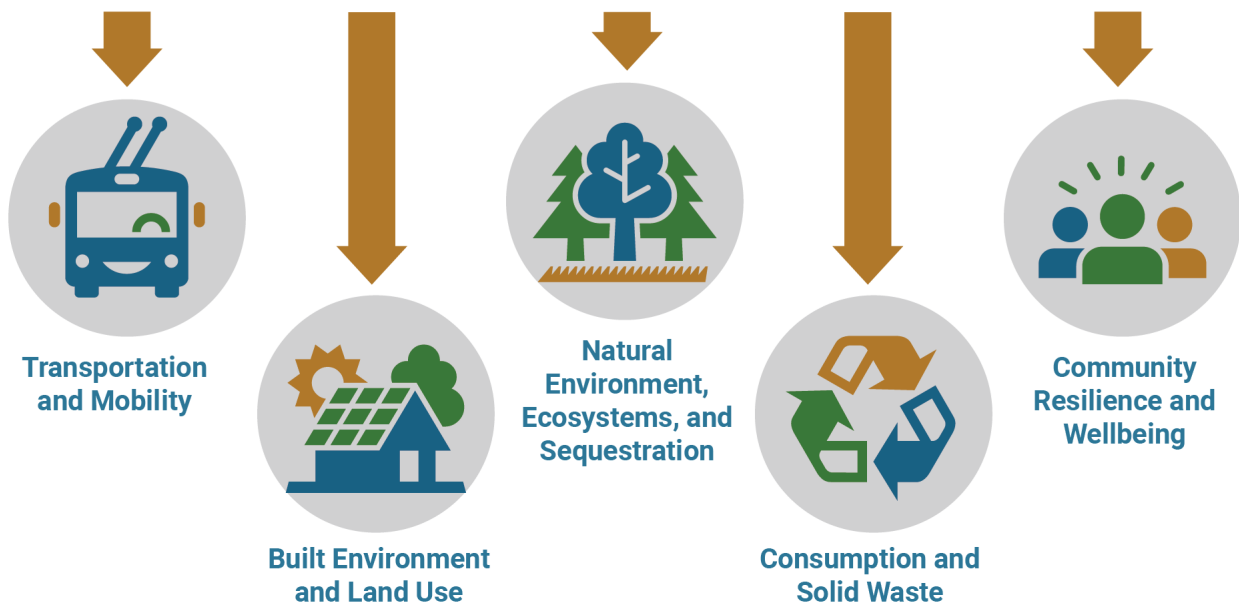 Transportation
and Mobility
Built Environment
and Land Use
Natural
Environment,
Ecosystems, and
Sequestration
Consumption and
Solid Waste
Community
Resilience and
Wellbeing